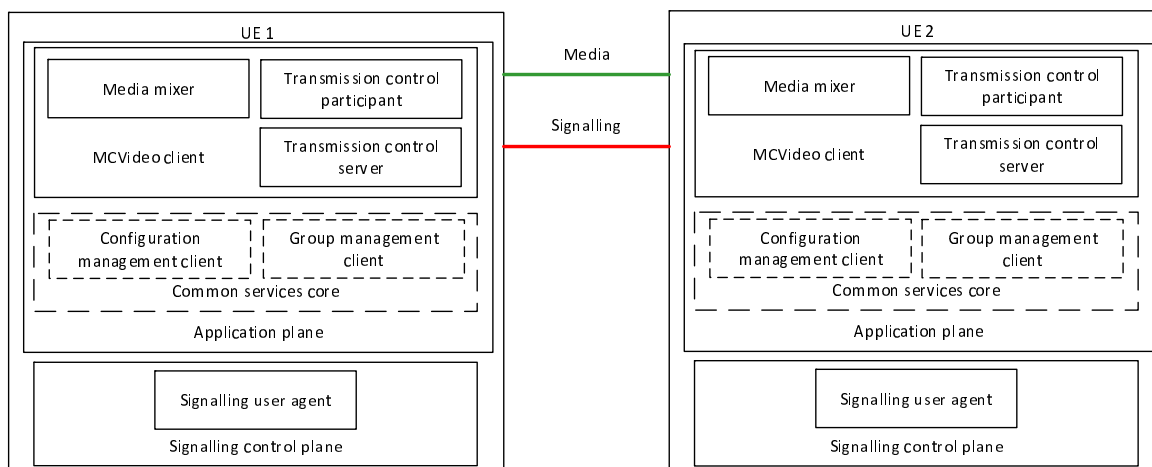 UE 1
Media mixer
Transmission control
participant
MCVideo client
Transmission control
server
Configuration
management client
Group management
client
Common services core
Application plane
Signalling user agent
Signalling control plane
Media
Signalling
UE 2
Media mixer
Transmission control
participant
MCVideo client
Transmission control
server
Configuration
management client
Group management
client
Common services core
Application plane
Signalling user agent
Signalling control plane